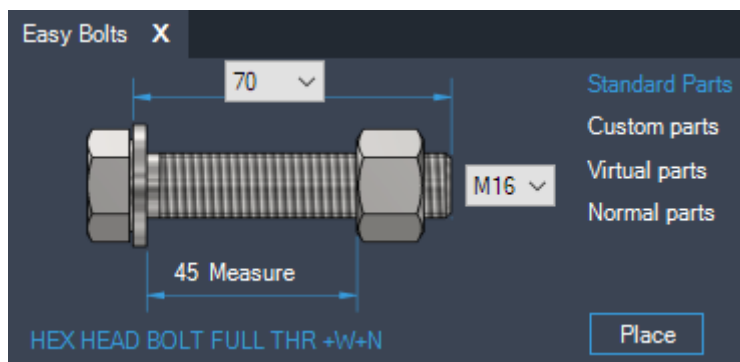 Easy Bolts X
70
Standard Parts
Custom parts
Virtual parts
M16
Normal parts
45 Measure
HEX HEAD BOLT FULL THR +W+N
Place